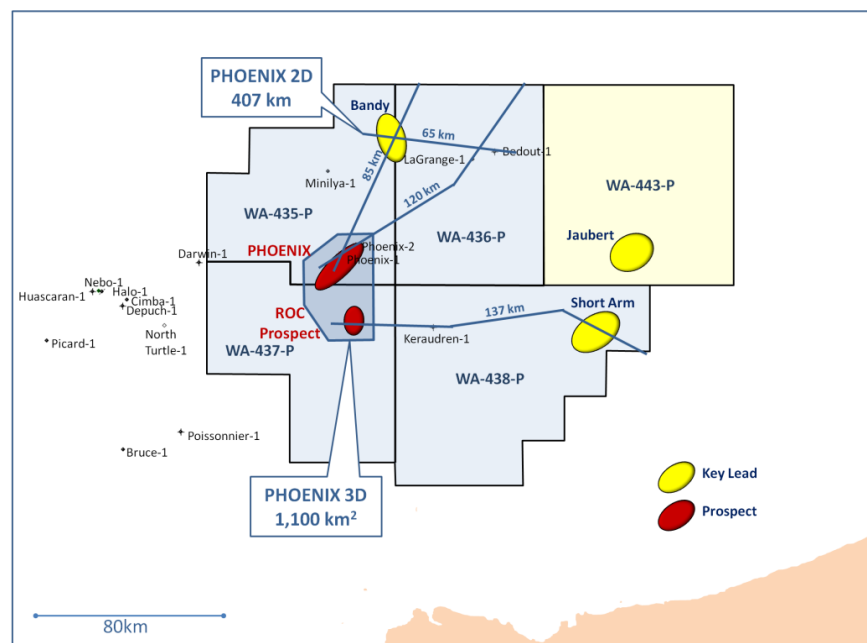 PHOENIX 2D
407 km
Bandy
65 km
LaGrange-1
Bedout-1
85 km
Minilya-1
120 km
WA-443-P
WA-435-P
WA-436-P
PHOENIX
Phoenix-2
Phoenix-1
Darwin-1
Jaubert
Nebo-1
Huascaran-1
Halo-1
Cimba-1
Depuch-1
ROC
Prospect
Short Arm
137 km
North
Turtle-1
Keraudren-1
Picard-1
WA-437-P
WA-438-P
Poissonnier-1
Bruce-1
PHOENIX 3D
1,100 km²
Key Lead
Prospect
80km